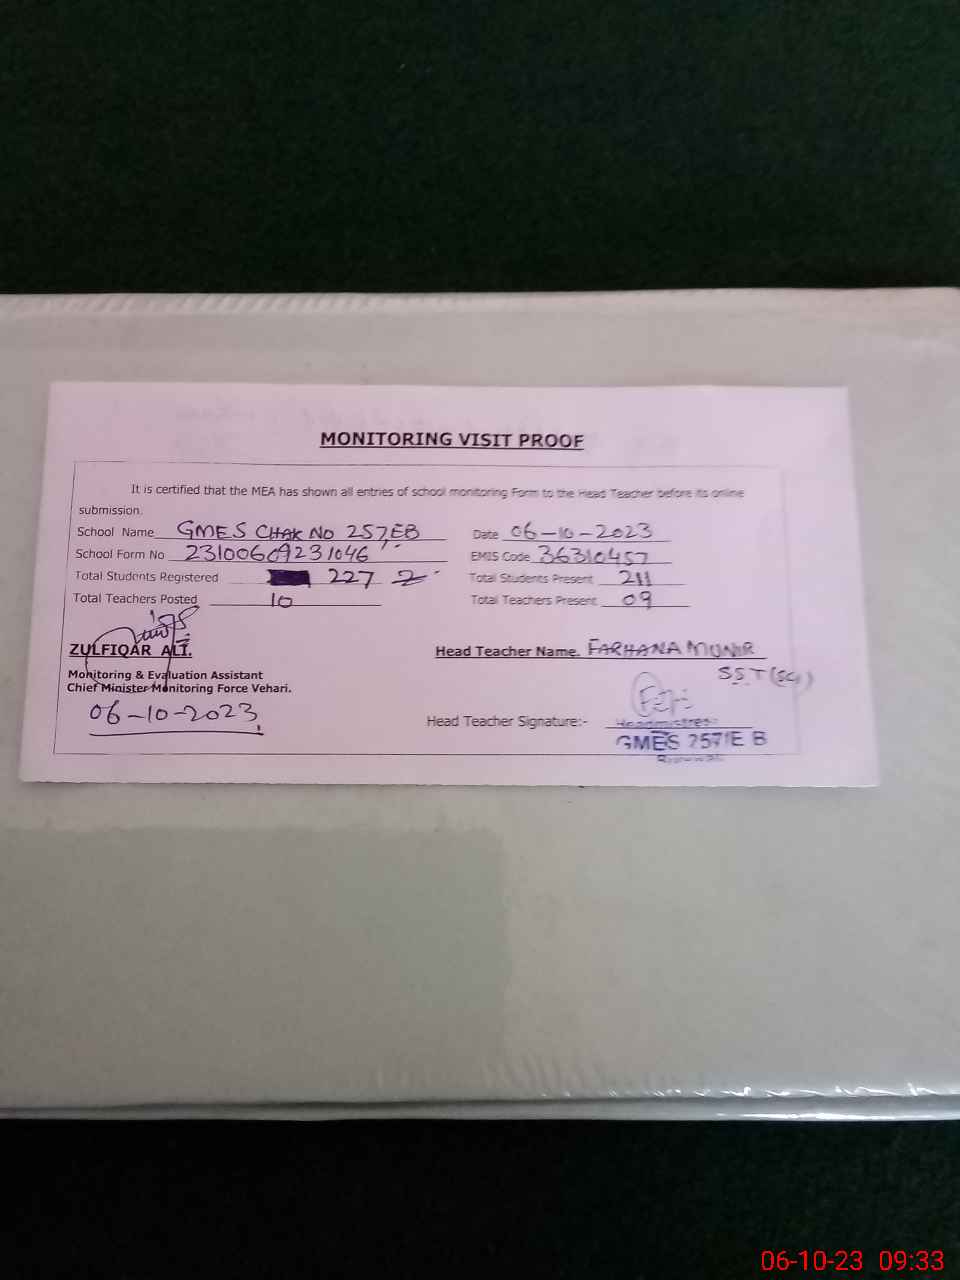 MONITORING VISIT PROOF
It is certified that the MEA has shown all entries of school monitoring Form to the Head Teacher before its online
submission.
School Name GMES CHAK NO 257EB Date 06-10-2023
School Form No 23100609231046 EMIS Code 36310457
Total Students Registered 227 Total Students Present 211
Total Teachers Posted 10 Total Teachers Present 09
ZULFIQAR ALI. Head Teacher Name. FARHANA MUNIR
SST (SC)
Monitoring & Evaluation Assistant
Chief Minister Monitoring Force Vehari.
06-10-2023
Head Teacher Signature:- Headmistress
GMES 257/E B
06-10-23 09:33